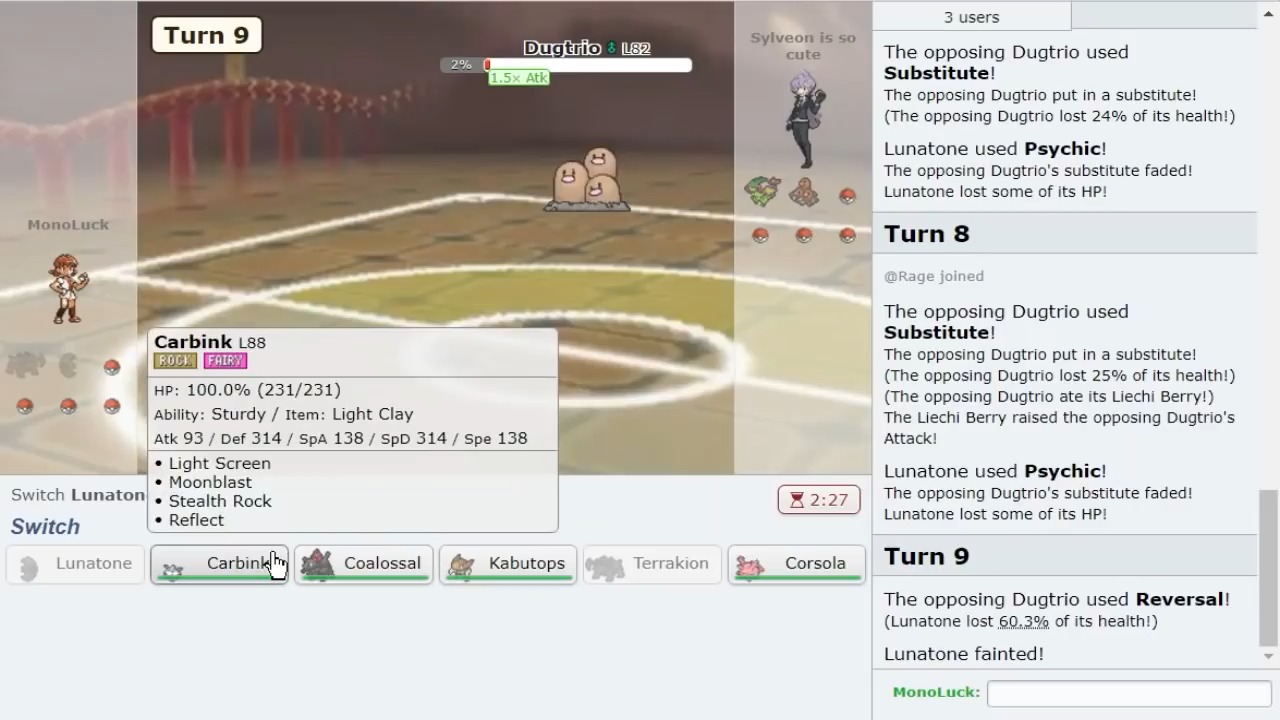 Turn 9
Dugtrio L82
2%
1.5× Atk
Sylveon is so
cute
MonoLuck
Carbink L88
ROCK FAIRY
HP: 100.0% (231/231)
Ability: Sturdy / Item: Light Clay
Atk 93 / Def 314 / SpA 138 / SpD 314 / Spe 138
• Light Screen
• Moonblast
• Stealth Rock
• Reflect
Switch Lunaton
2:27
Switch
Lunatone
Carbink
Coalossal
Kabutops
Terrakion
Corsola
3 users
The opposing Dugtrio used
Substitute!
The opposing Dugtrio put in a substitute!
(The opposing Dugtrio lost 24% of its health!)
Lunatone used Psychic!
The opposing Dugtrio's substitute faded!
Lunatone lost some of its HP!
Turn 8
@Rage joined
The opposing Dugtrio used
Substitute!
The opposing Dugtrio put in a substitute!
(The opposing Dugtrio lost 25% of its health!)
(The opposing Dugtrio ate its Liechi Berry!)
The Liechi Berry raised the opposing Dugtrio's
Attack!
Lunatone used Psychic!
The opposing Dugtrio's substitute faded!
Lunatone lost some of its HP!
Turn 9
The opposing Dugtrio used Reversal!
(Lunatone lost 60.3% of its health!)
Lunatone fainted!
MonoLuck: